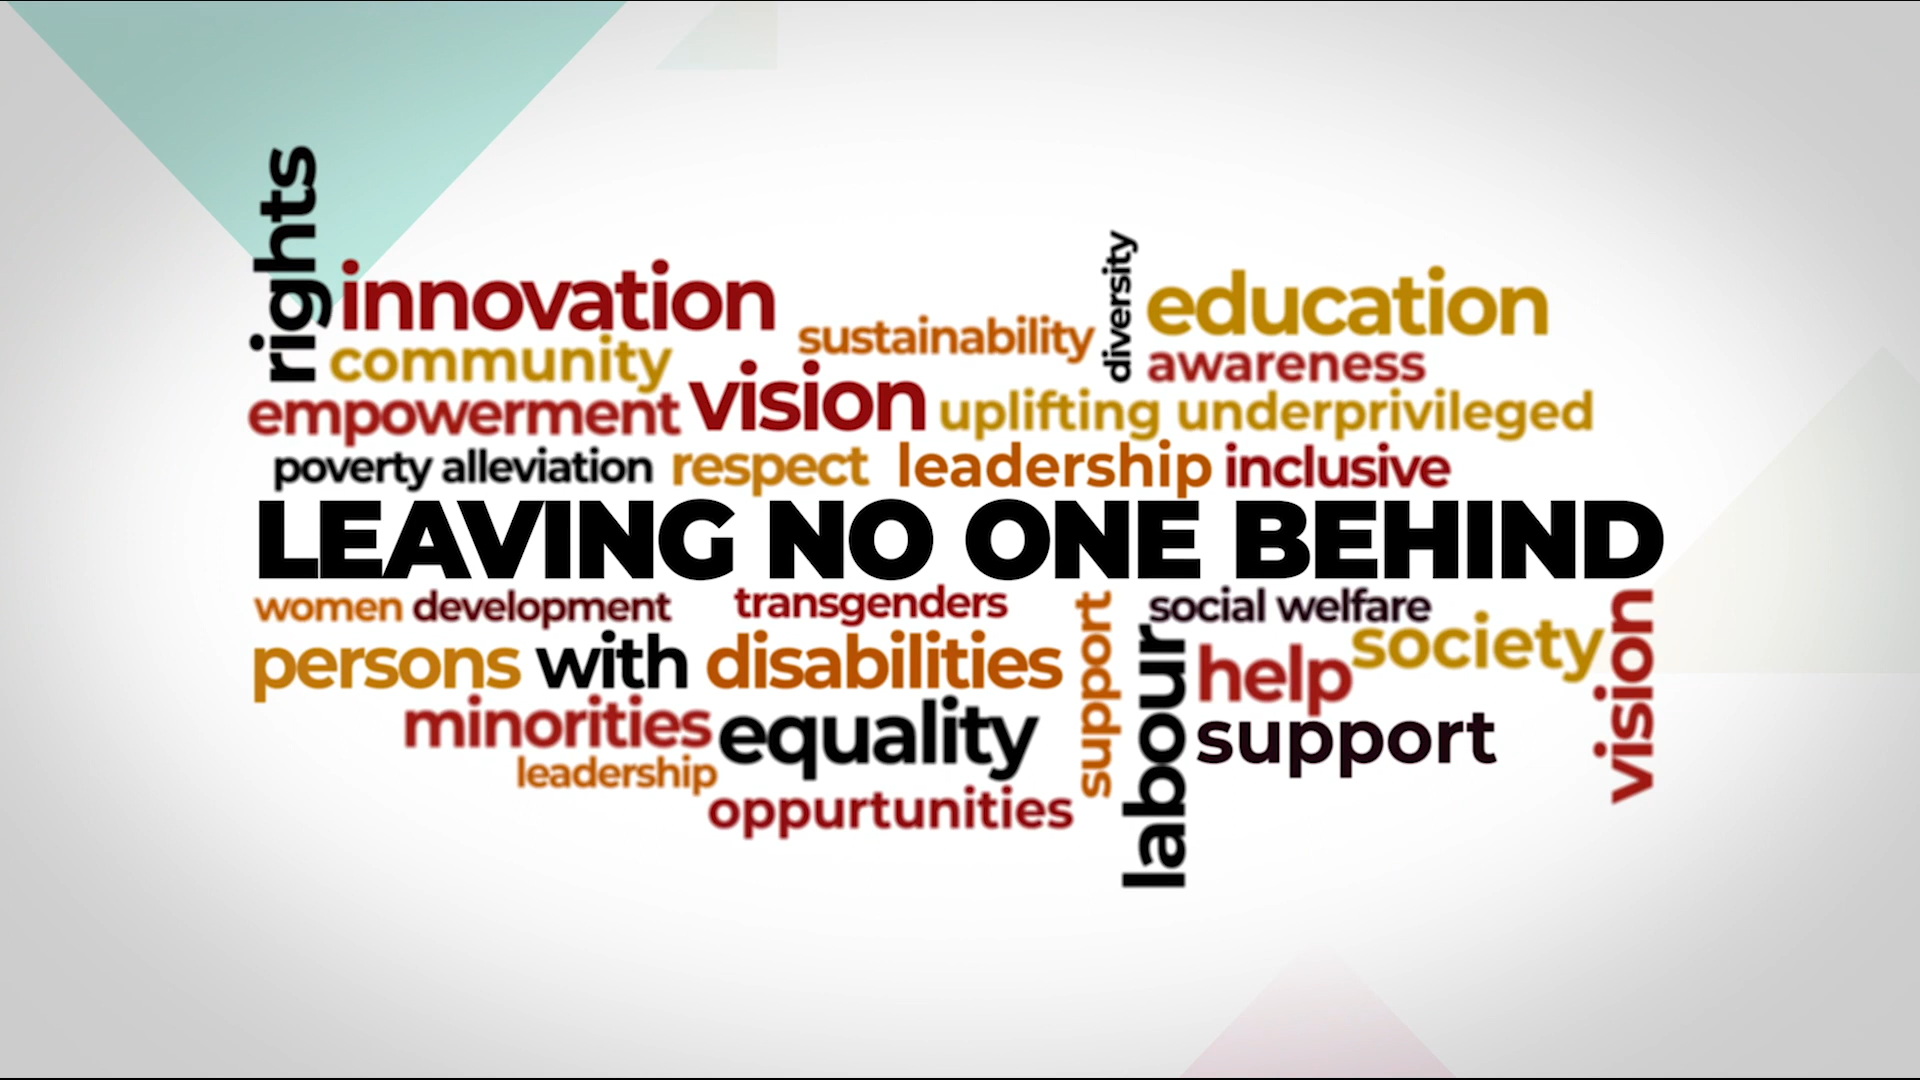 rights
innovation
sustainability
diversity
education
community
vision
awareness
empowerment
uplifting underprivileged
poverty alleviation
respect
leadership
inclusive
LEAVING NO ONE BEHIND
women development
transgenders
support
social welfare
vision
persons with disabilities
labour
help
society
minorities
equality
support
leadership
oppurtunities